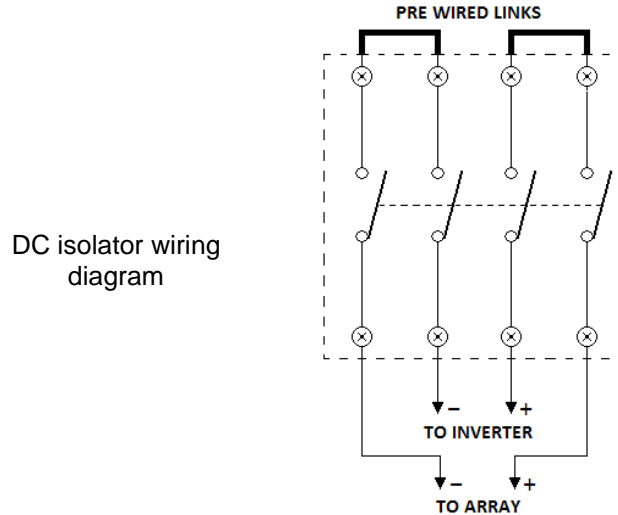 PRE WIRED LINKS
DC isolator wiring
diagram
− +
TO INVERTER
− +
TO ARRAY